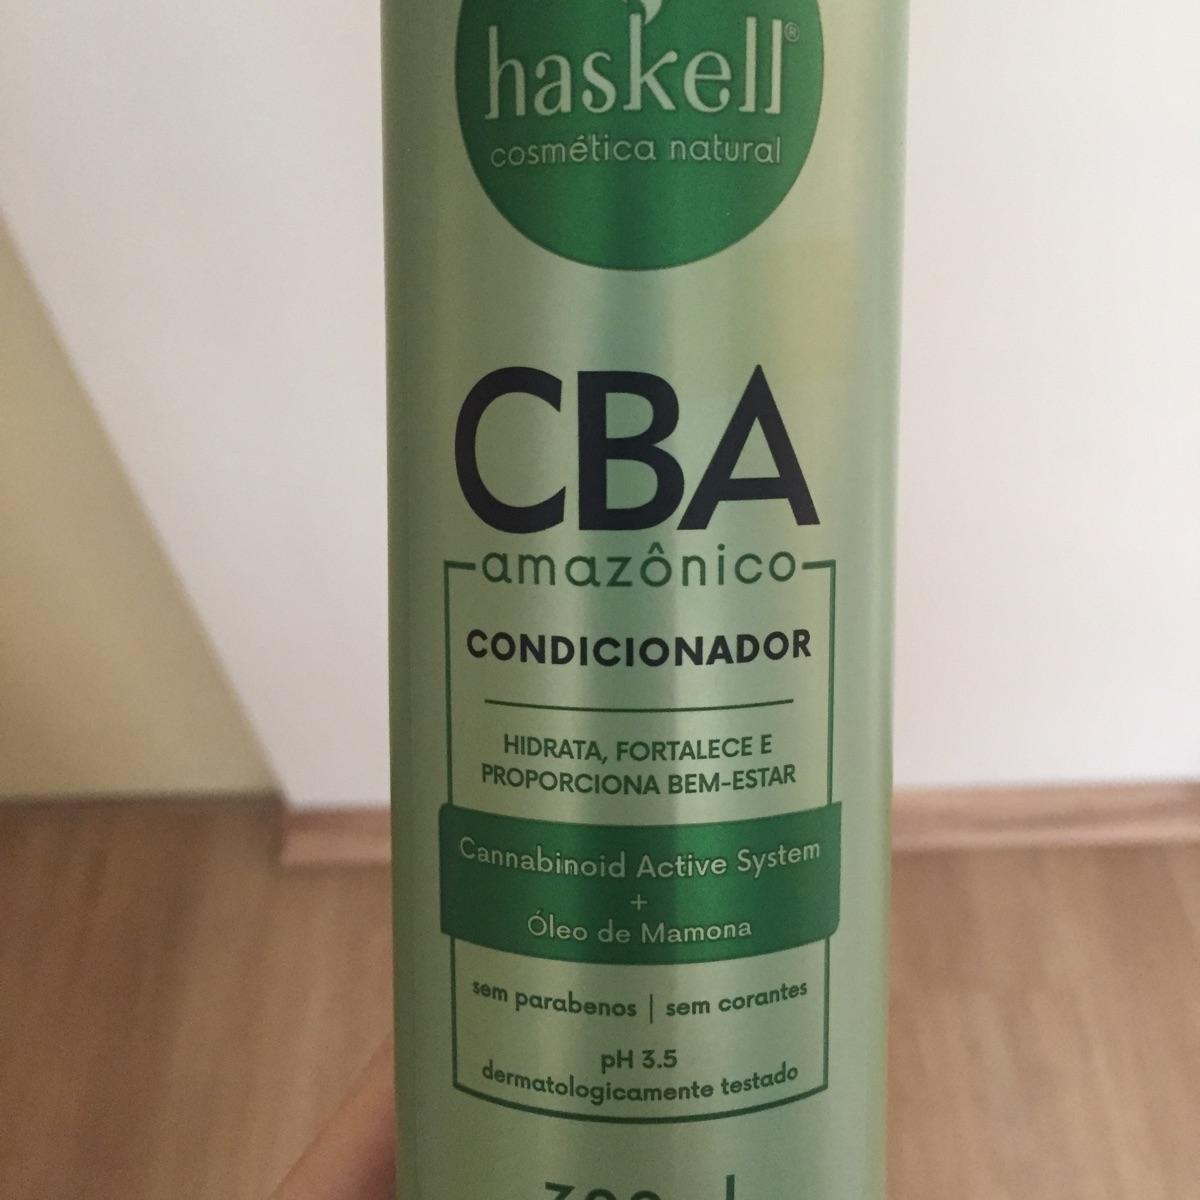 haskell®
cosmética natural
CBA
amazônico
CONDICIONADOR
HIDRATA, FORTALECE E
PROPORCIONA BEM-ESTAR
Cannabinoid Active System
+
Óleo de Mamona
sem parabenos | sem corantes
pH 3.5
dermatologicamente testado